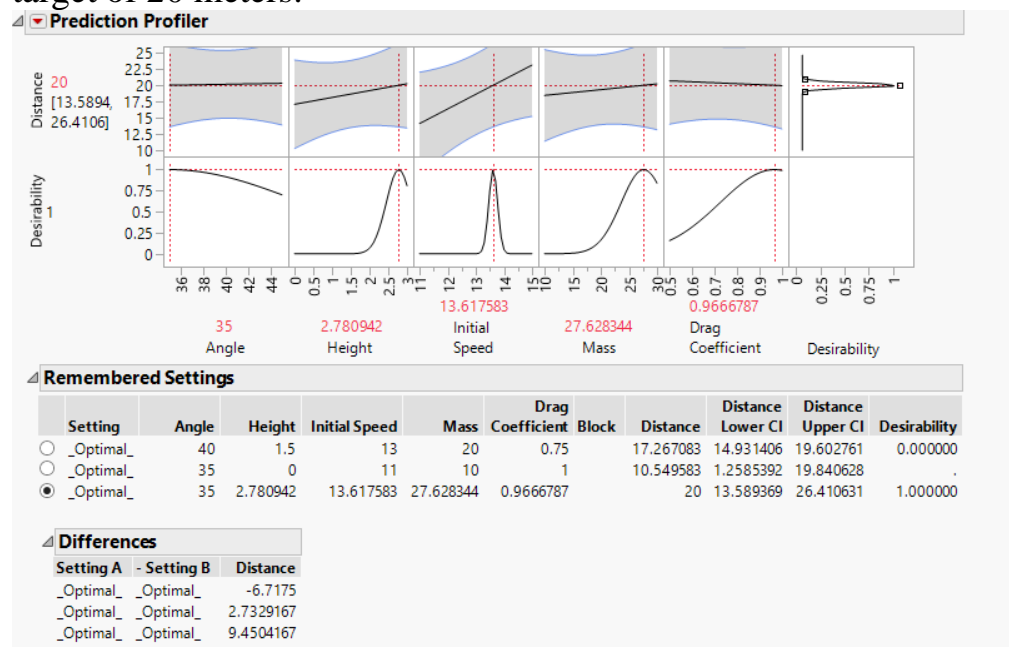 target of 20 meters.
Prediction Profiler
25
22.5
20
17.5
15
12.5
10
Distance
20
[13.5894,
26.4106]
1
0.75
0.5
0.25
0
Desirability
1
36 38 40 42 44 0 0.5 1 1.5 2 2.5 3 11 12 13 14 15 10 15 20 25 30 0.5 0.6 0.7 0.8 0.9 1 0 0.25 0.5 0.75 1
35 Angle
2.780942 Height
13.617583 Initial Speed
27.628344 Mass
0.9666787 Drag Coefficient
Desirability
Remembered Settings
Setting Angle Height Initial Speed Mass Drag Coefficient Block Distance Distance Lower CI Distance Upper CI Desirability
_Optimal_ 40 1.5 13 20 0.75 17.267083 14.931406 19.602761 0.000000
_Optimal_ 35 0 11 10 1 10.549583 1.2585392 19.840628 .
_Optimal_ 35 2.780942 13.617583 27.628344 0.9666787 20 13.589369 26.410631 1.000000
Differences
Setting A - Setting B Distance
_Optimal_ _Optimal_ -6.7175
_Optimal_ _Optimal_ 2.7329167
_Optimal_ _Optimal_ 9.4504167